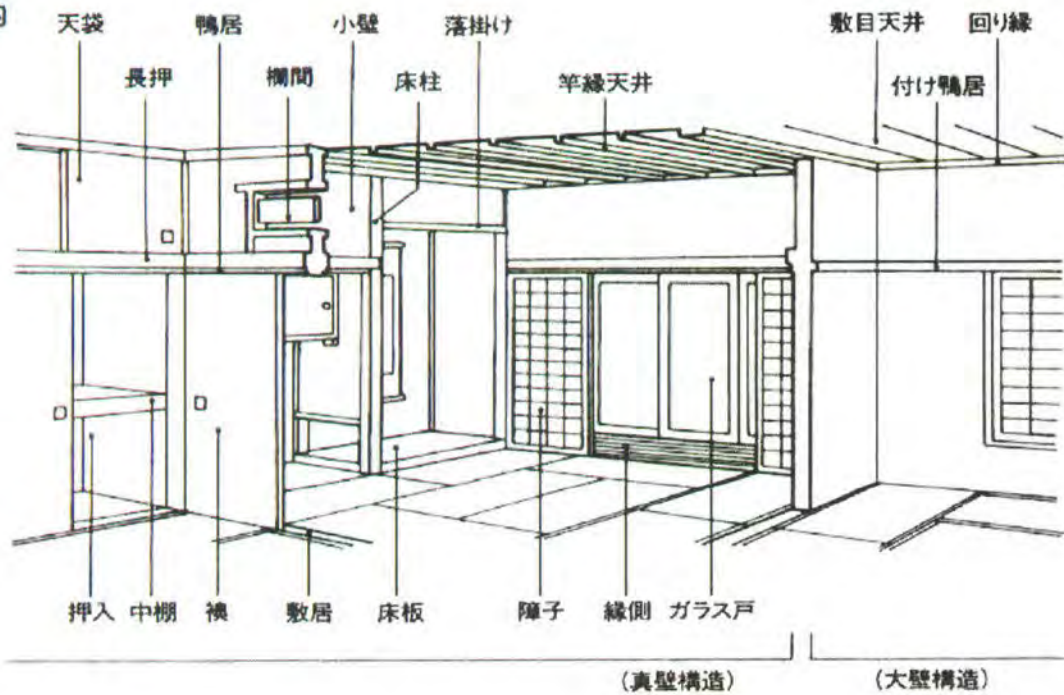 天袋 鴨居 小壁 落掛け 敷目天井 回り縁
長押 欄間 床柱 竿縁天井 付け鴨居
押入 中棚 襖 敷居 床板 障子 縁側 ガラス戸
(真壁構造) (大壁構造)